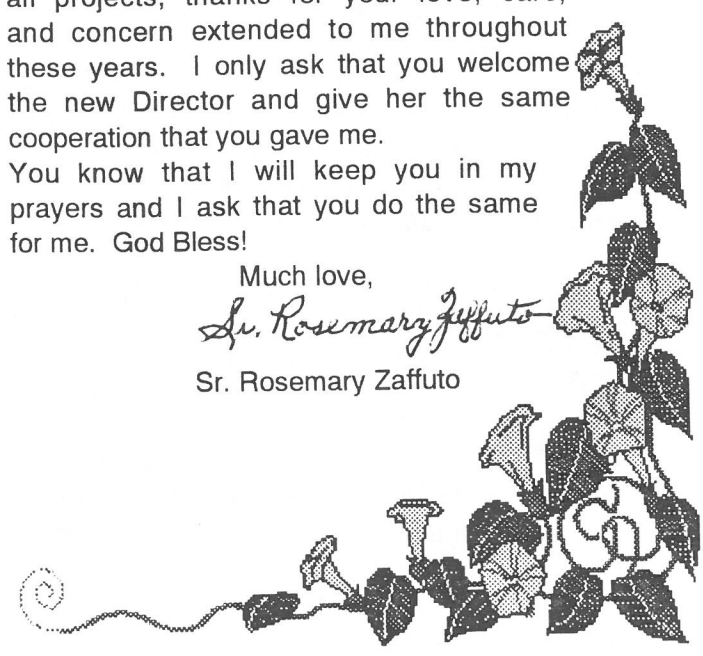 all projects, thanks for your love, care,
and concern extended to me throughout
these years. I only ask that you welcome
the new Director and give her the same
cooperation that you gave me.
You know that I will keep you in my
prayers and I ask that you do the same
for me. God Bless!
Much love,
Sr. Rosemary Zaffuto
Sr. Rosemary Zaffuto